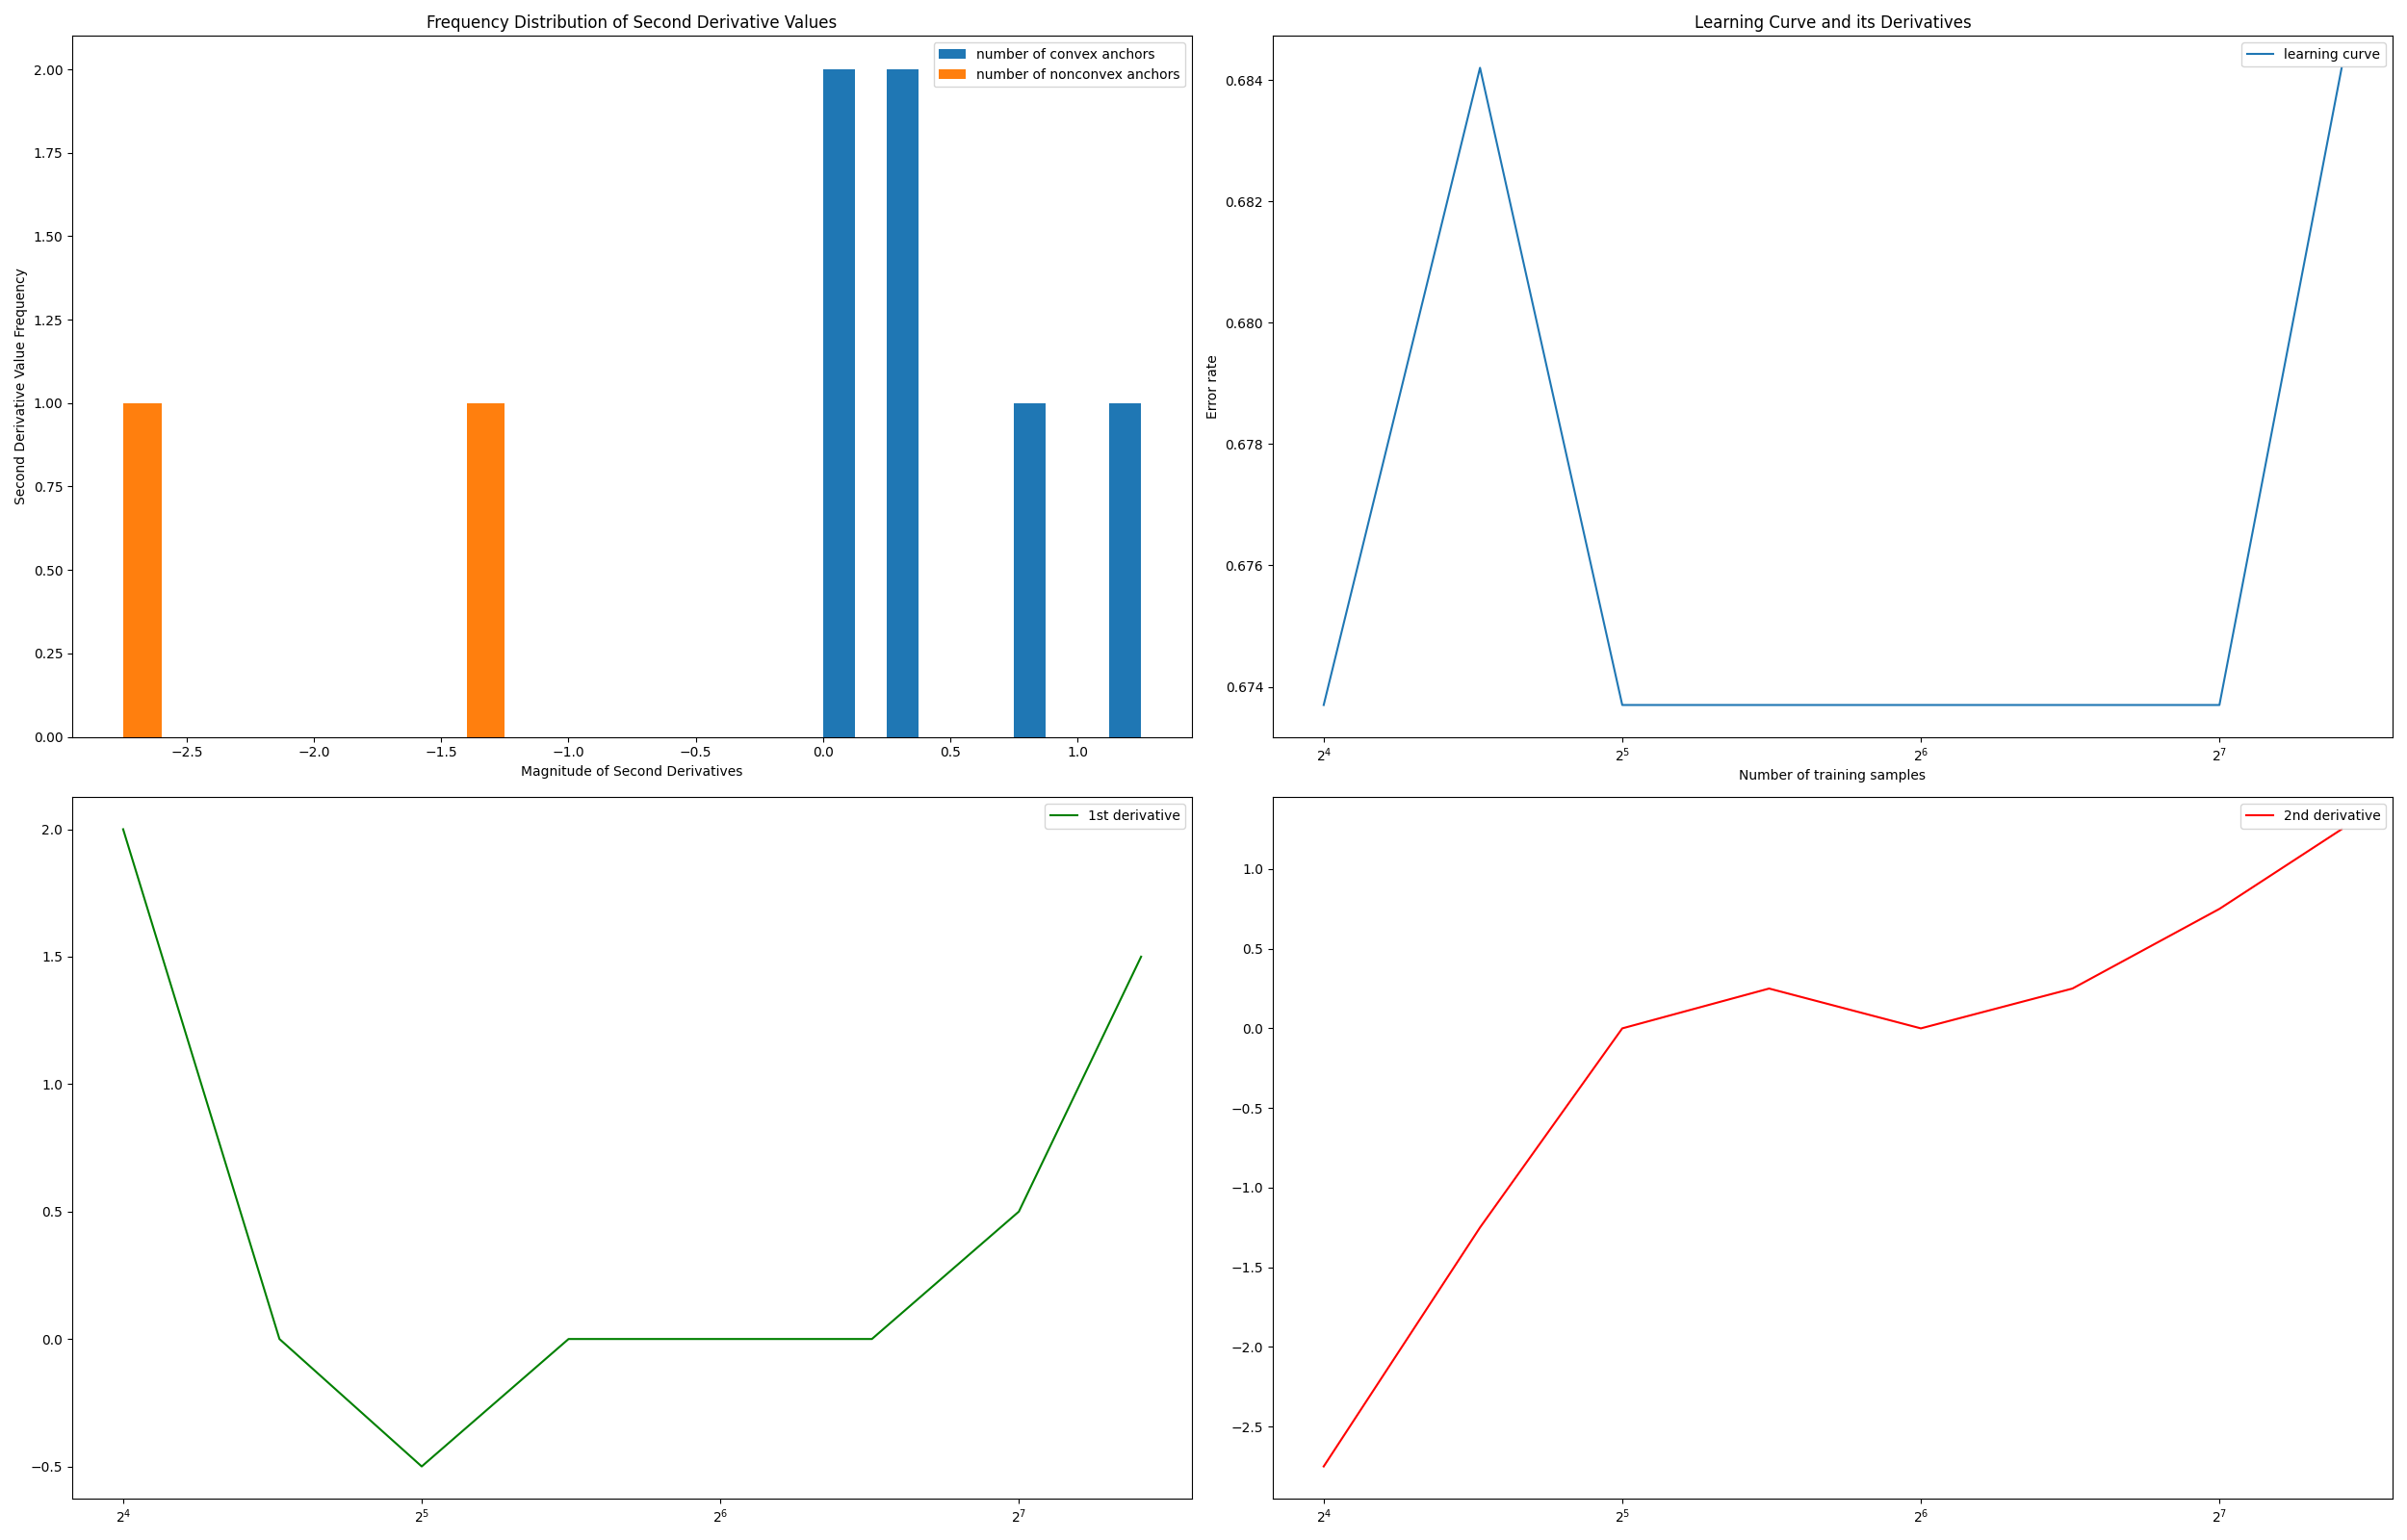 Frequency Distribution of Second Derivative Values
number of convex anchors
number of nonconvex anchors
2.00
1.75
1.50
1.25
1.00
0.75
0.50
0.25
0.00
Second Derivative Value Frequency
−2.5 −2.0 −1.5 −1.0 −0.5 0.0 0.5 1.0
Magnitude of Second Derivatives
Learning Curve and its Derivatives
learning curve
0.684
0.682
0.680
0.678
0.676
0.674
Error rate
2⁴ 2⁵ 2⁶ 2⁷
Number of training samples
1st derivative
2.0
1.5
1.0
0.5
0.0
−0.5
2⁴ 2⁵ 2⁶ 2⁷
2nd derivative
1.0
0.5
0.0
−0.5
−1.0
−1.5
−2.0
−2.5
2⁴ 2⁵ 2⁶ 2⁷